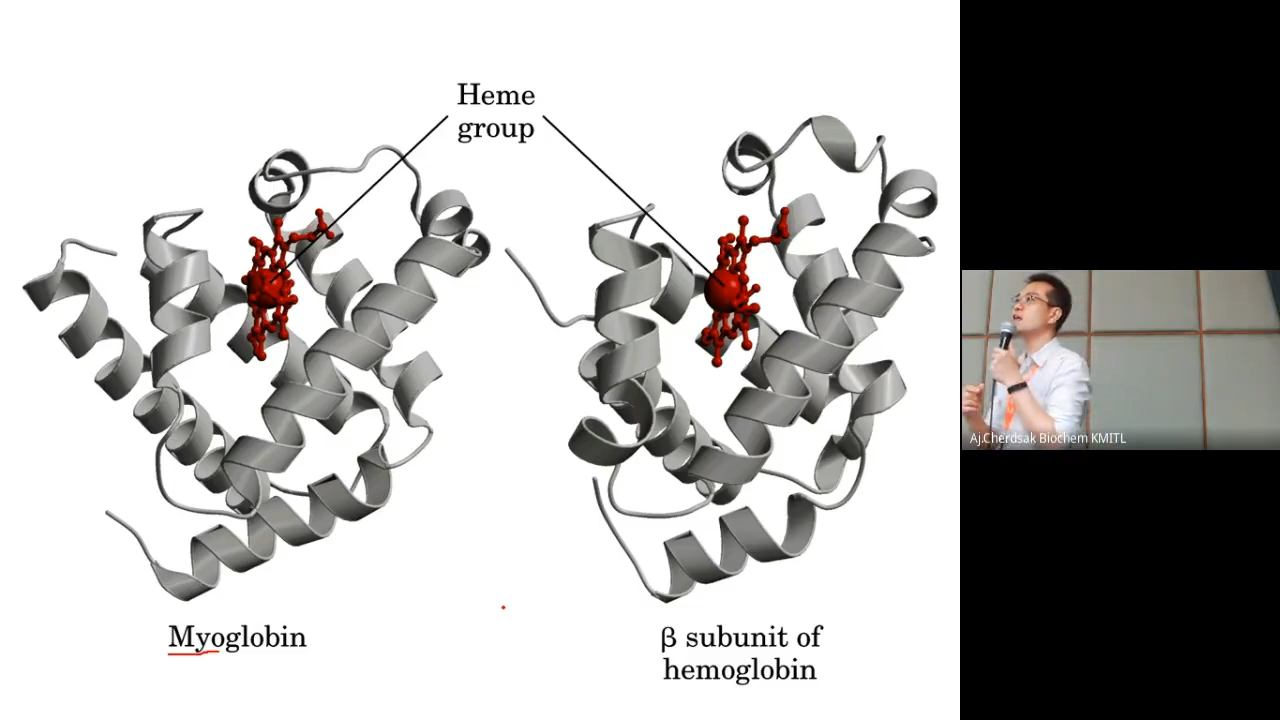 Heme
group
Myoglobin
β subunit of
hemoglobin
Aj.Cherdsak Biochem KMITL